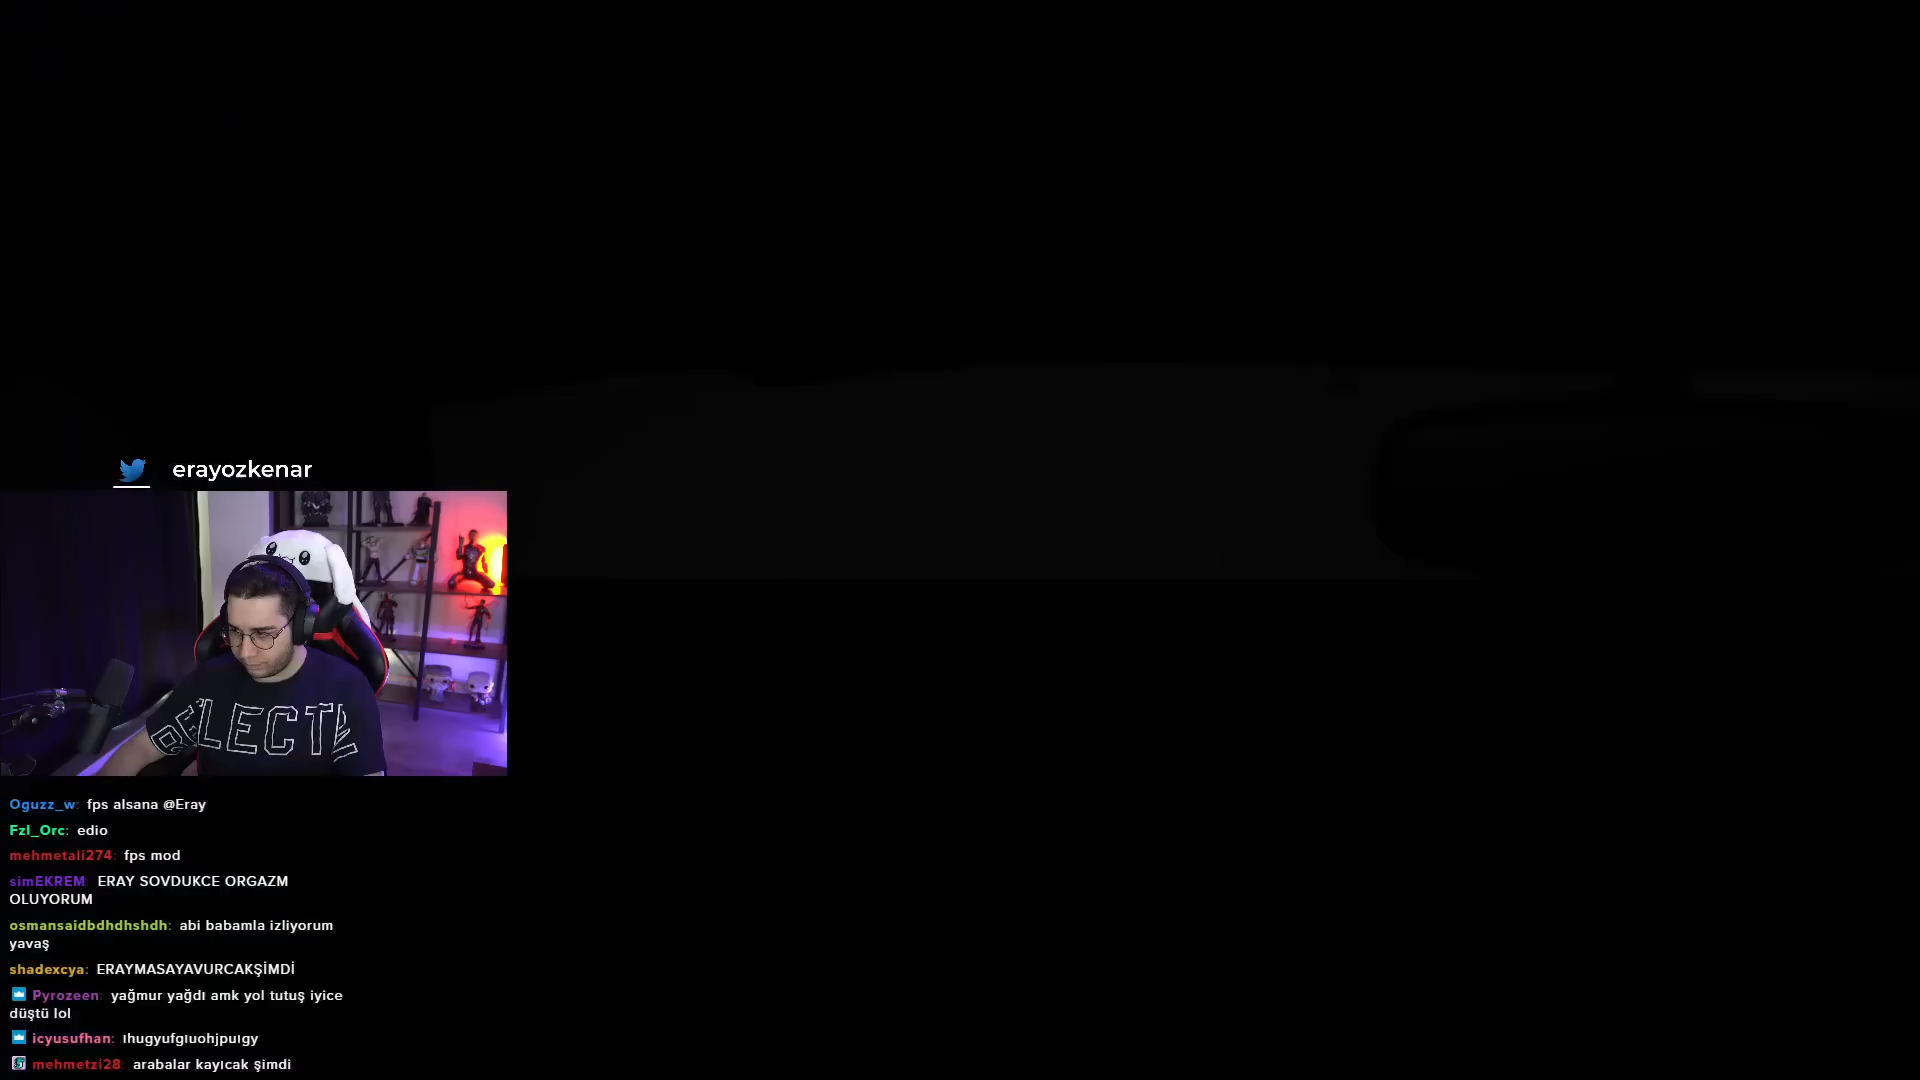 erayozkenar
REFLECTE
Oguzz_w: fps alsana @Eray
Fzl_Orc: edio
mehmetali274: fps mod
simEKREM: ERAY SOVDUKCE ORGAZM
OLUYORUM
osmansaidbdhdhshdh: abi babamla izliyorum
yavaş
shadexcya: ERAYMASAYAVURCAKŞİMDİ
Pyrozeen: yağmur yağdı amk yol tutuş iyice
düştü lol
icyusufhan: ıhugyufgıuohjpuıgy
mehmetzi28: arabalar kayıcak şimdi